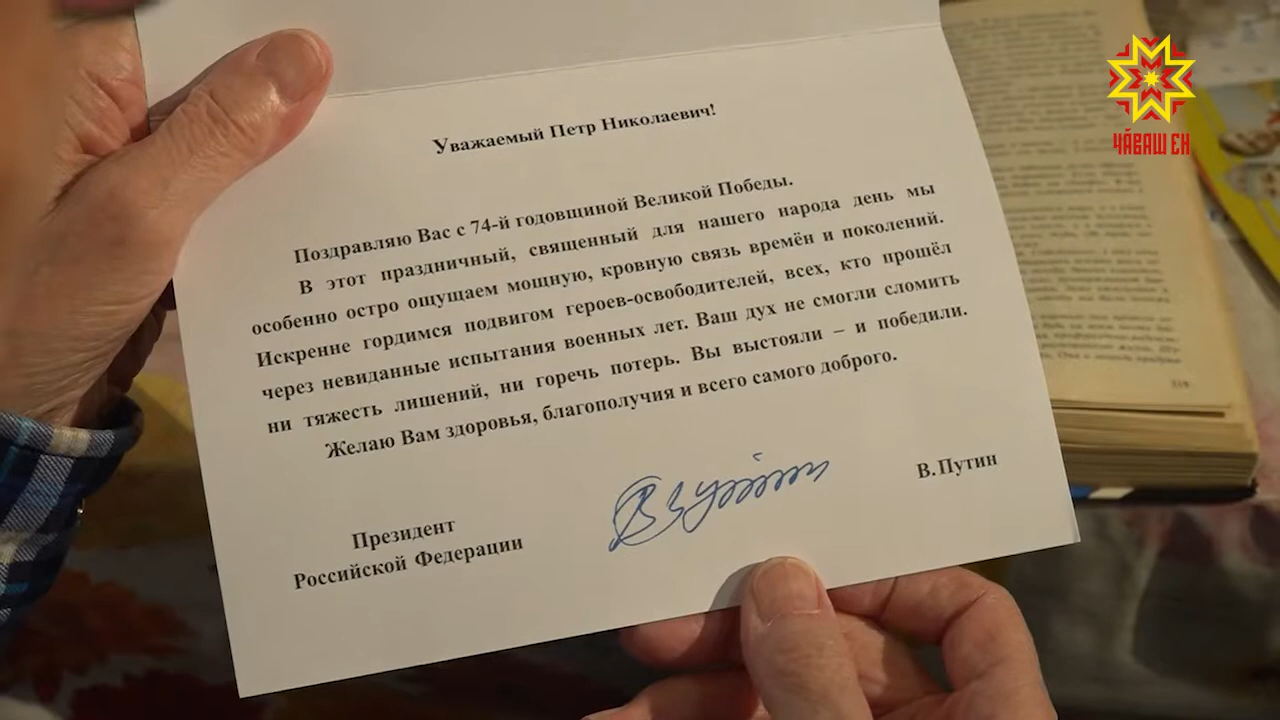 ЧӐВАШ ЕН
Уважаемый Петр Николаевич!
Поздравляю Вас с 74-й годовщиной Великой Победы.
В этот праздничный, священный для нашего народа день мы
особенно остро ощущаем мощную, кровную связь времён и поколений.
Искренне гордимся подвигом героев-освободителей, всех, кто прошёл
через невиданные испытания военных лет. Ваш дух не смогли сломить
ни тяжесть лишений, ни горечь потерь. Вы выстояли – и победили.
Желаю Вам здоровья, благополучия и всего самого доброго.
Президент
Российской Федерации
В.Путин